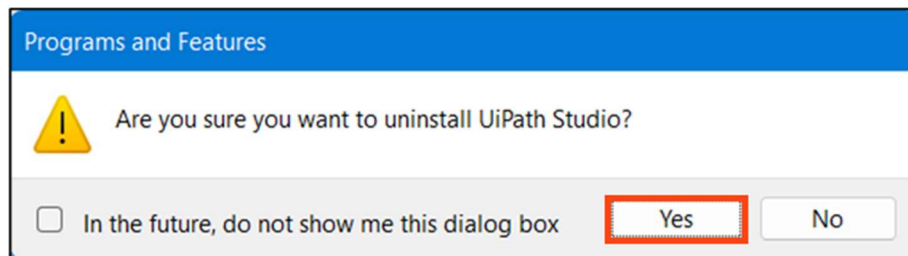 Programs and Features
Are you sure you want to uninstall UiPath Studio?
In the future, do not show me this dialog box
Yes
No